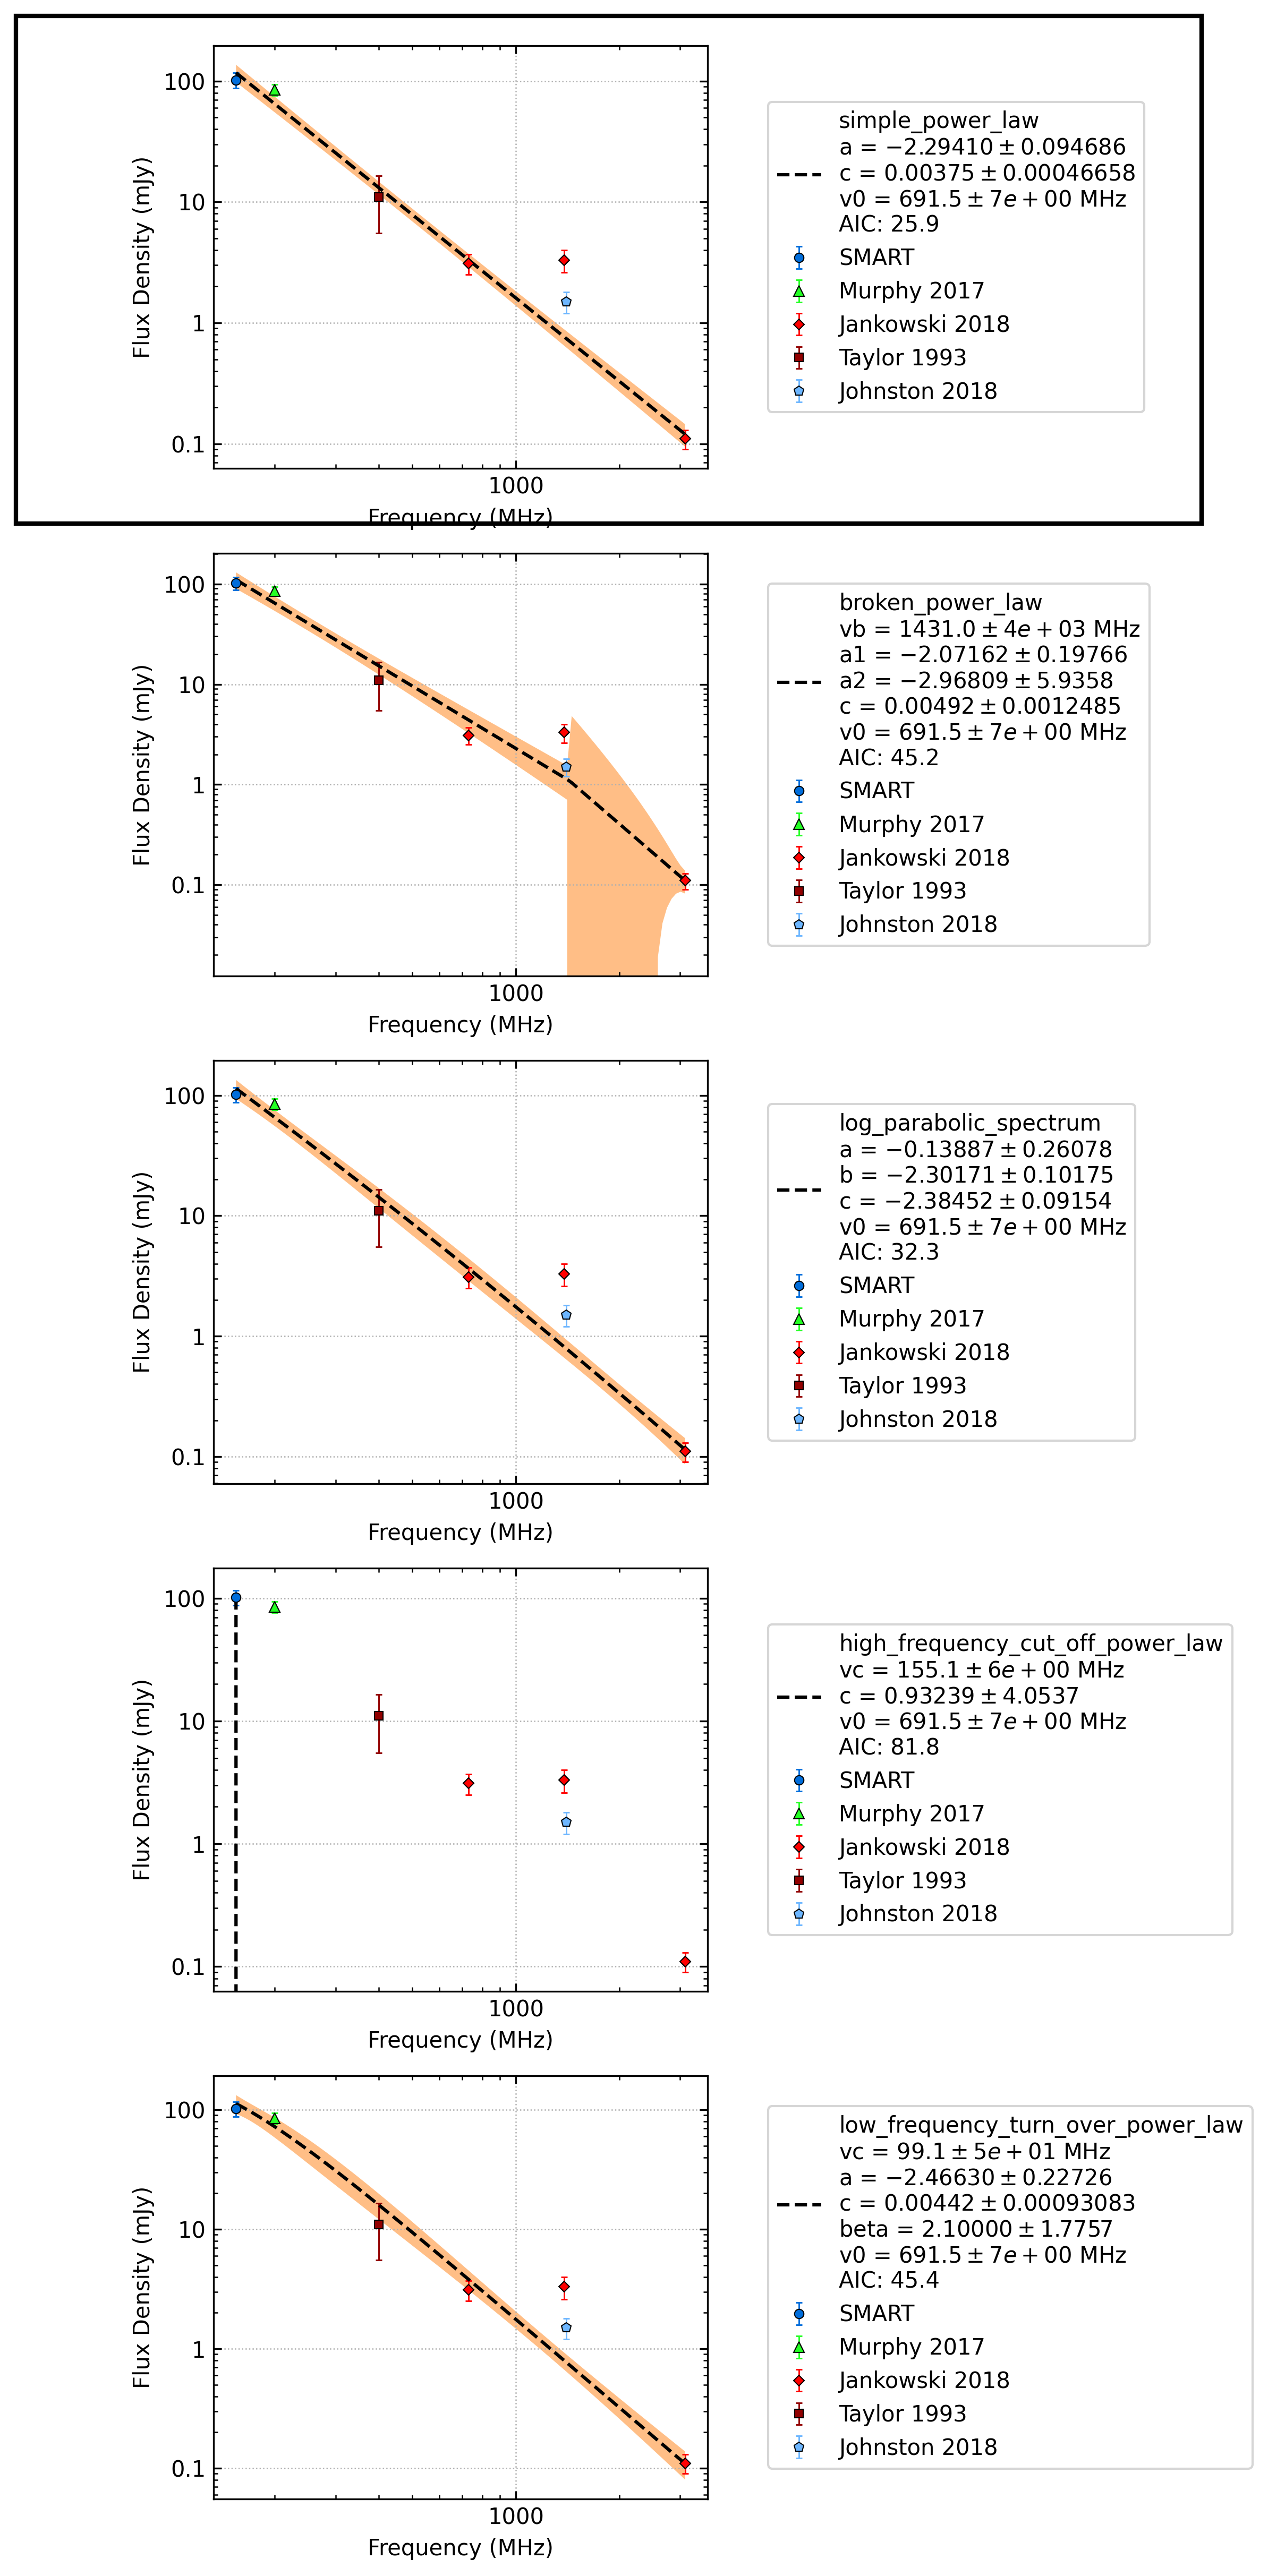 100
10
1
0.1
Flux Density (mJy)
1000
Frequency (MHz)
simple_power_law
a = −2.29410 ± 0.094686
c = 0.00375 ± 0.00046658
v0 = 691.5 ± 7e + 00 MHz
AIC: 25.9
SMART
Murphy 2017
Jankowski 2018
Taylor 1993
Johnston 2018
100
10
1
0.1
Flux Density (mJy)
1000
Frequency (MHz)
broken_power_law
vb = 1431.0 ± 4e + 03 MHz
a1 = −2.07162 ± 0.19766
a2 = −2.96809 ± 5.9358
c = 0.00492 ± 0.0012485
v0 = 691.5 ± 7e + 00 MHz
AIC: 45.2
SMART
Murphy 2017
Jankowski 2018
Taylor 1993
Johnston 2018
100
10
1
0.1
Flux Density (mJy)
1000
Frequency (MHz)
log_parabolic_spectrum
a = −0.13887 ± 0.26078
b = −2.30171 ± 0.10175
c = −2.38452 ± 0.09154
v0 = 691.5 ± 7e + 00 MHz
AIC: 32.3
SMART
Murphy 2017
Jankowski 2018
Taylor 1993
Johnston 2018
100
10
1
0.1
Flux Density (mJy)
1000
Frequency (MHz)
high_frequency_cut_off_power_law
vc = 155.1 ± 6e + 00 MHz
c = 0.93239 ± 4.0537
v0 = 691.5 ± 7e + 00 MHz
AIC: 81.8
SMART
Murphy 2017
Jankowski 2018
Taylor 1993
Johnston 2018
100
10
1
0.1
Flux Density (mJy)
1000
Frequency (MHz)
low_frequency_turn_over_power_law
vc = 99.1 ± 5e + 01 MHz
a = −2.46630 ± 0.22726
c = 0.00442 ± 0.00093083
beta = 2.10000 ± 1.7757
v0 = 691.5 ± 7e + 00 MHz
AIC: 45.4
SMART
Murphy 2017
Jankowski 2018
Taylor 1993
Johnston 2018